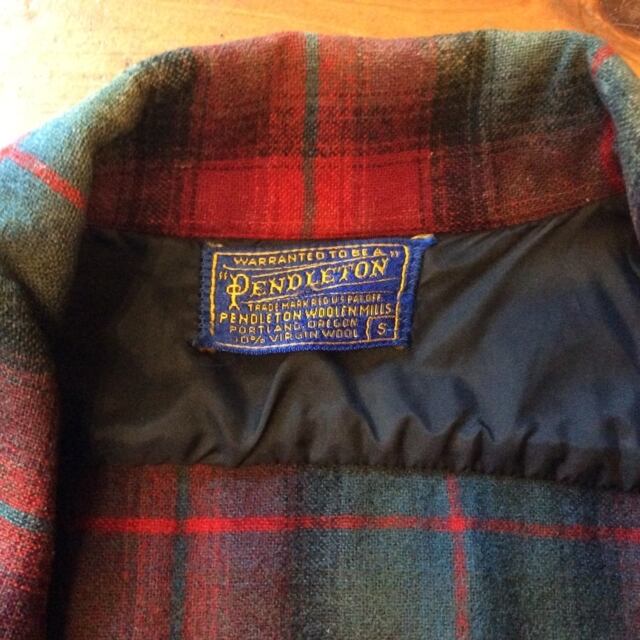 WARRANTED TO BE A
"PENDLETON"
TRADE MARK REG U S PAT OFF
PENDLETON WOOLEN MILLS
PORTLAND, OREGON
100% VIRGIN WOOL S